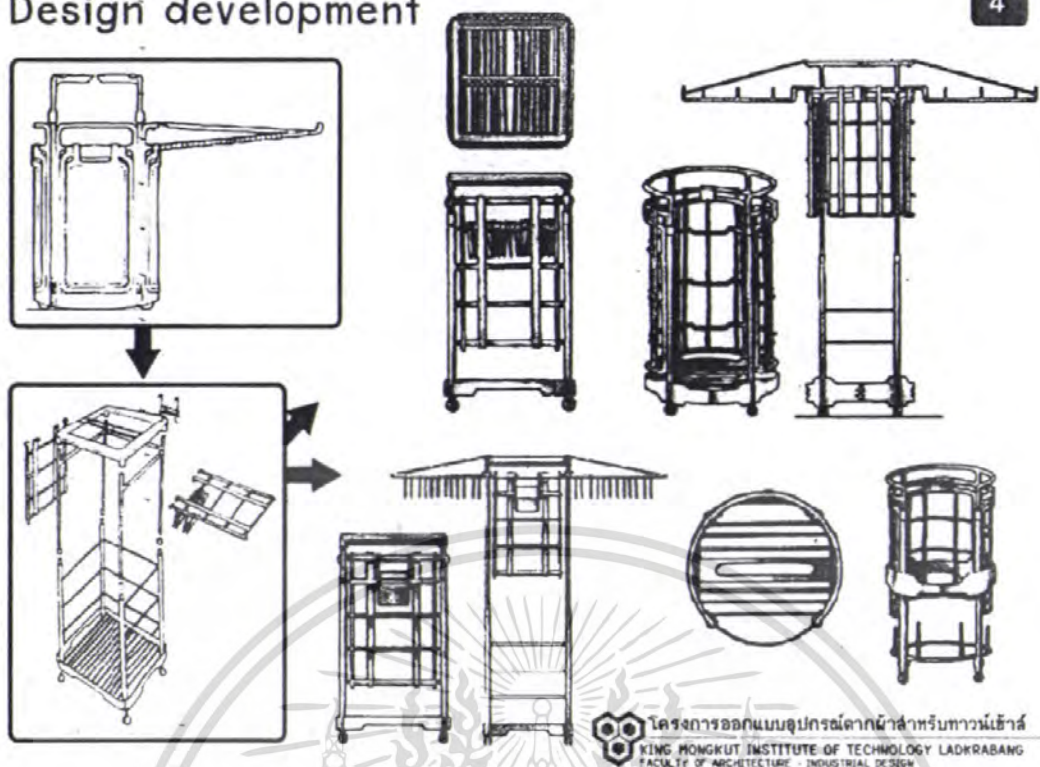 Design development
4
โครงการออกแบบอุปกรณ์ตากผ้าสำหรับทาวน์เฮ้าส์
KING MONGKUT INSTITUTE OF TECHNOLOGY LADKRABANG
FACULTY OF ARCHITECTURE - INDUSTRIAL DESIGN